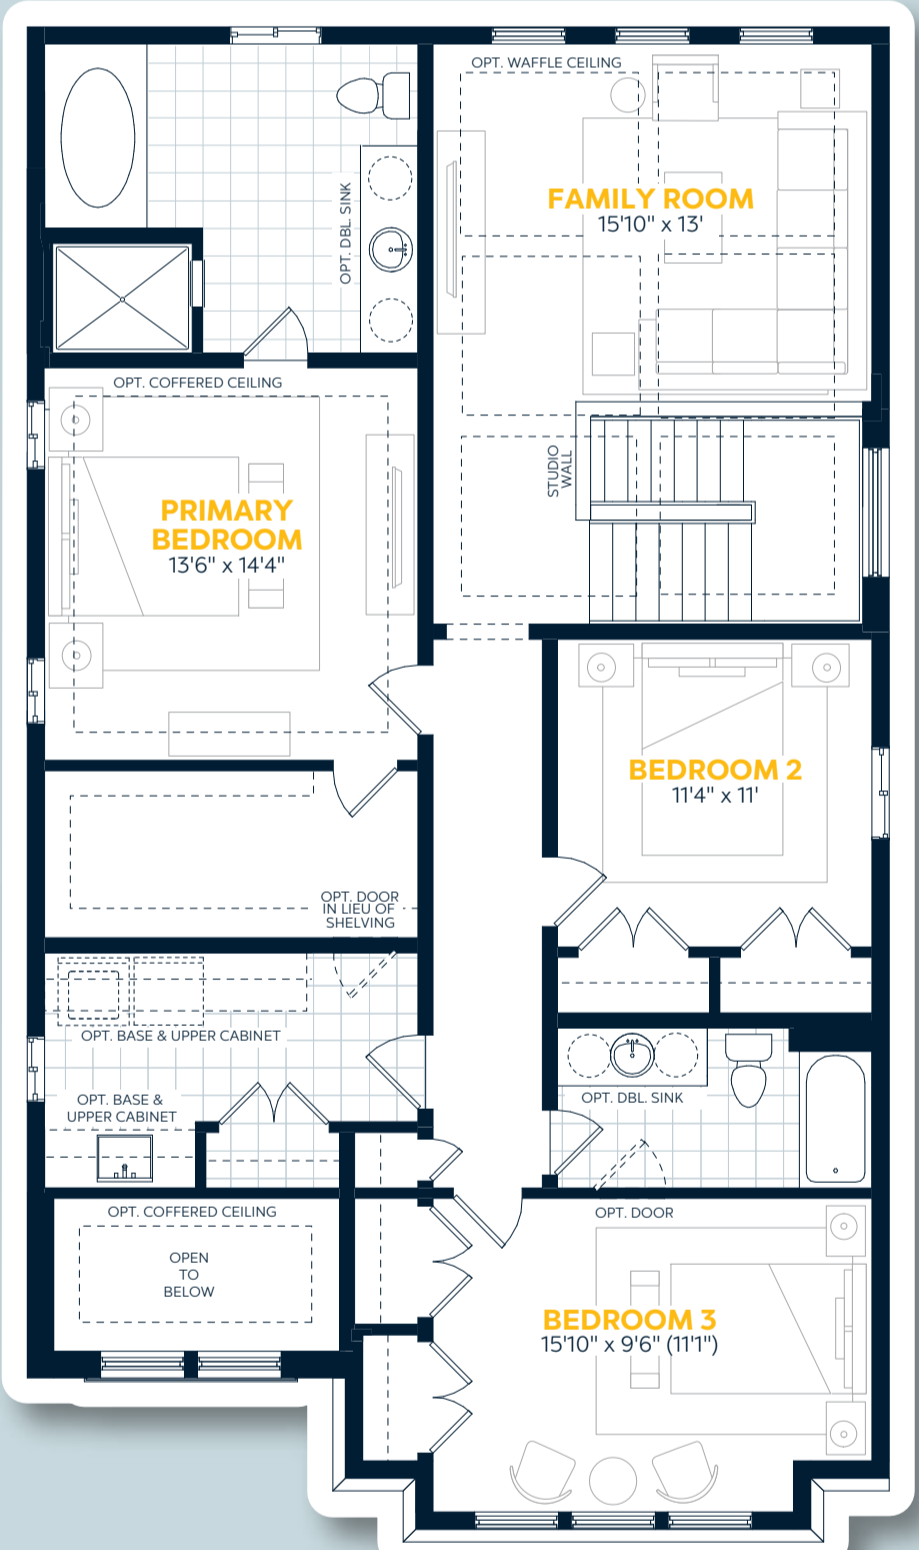 OPT. WAFFLE CEILING
FAMILY ROOM
15'10" x 13'
OPT. DBL. SINK
OPT. COFFERED CEILING
STUDIO
WALL
PRIMARY
BEDROOM
13'6" x 14'4"
BEDROOM 2
11'4" x 11'
OPT. DOOR
IN LIEU OF
SHELVING
OPT. BASE & UPPER CABINET
OPT. BASE &
UPPER CABINET
OPT. DBL. SINK
OPT. COFFERED CEILING
OPT. DOOR
OPEN
TO
BELOW
BEDROOM 3
15'10" x 9'6" (11'1")